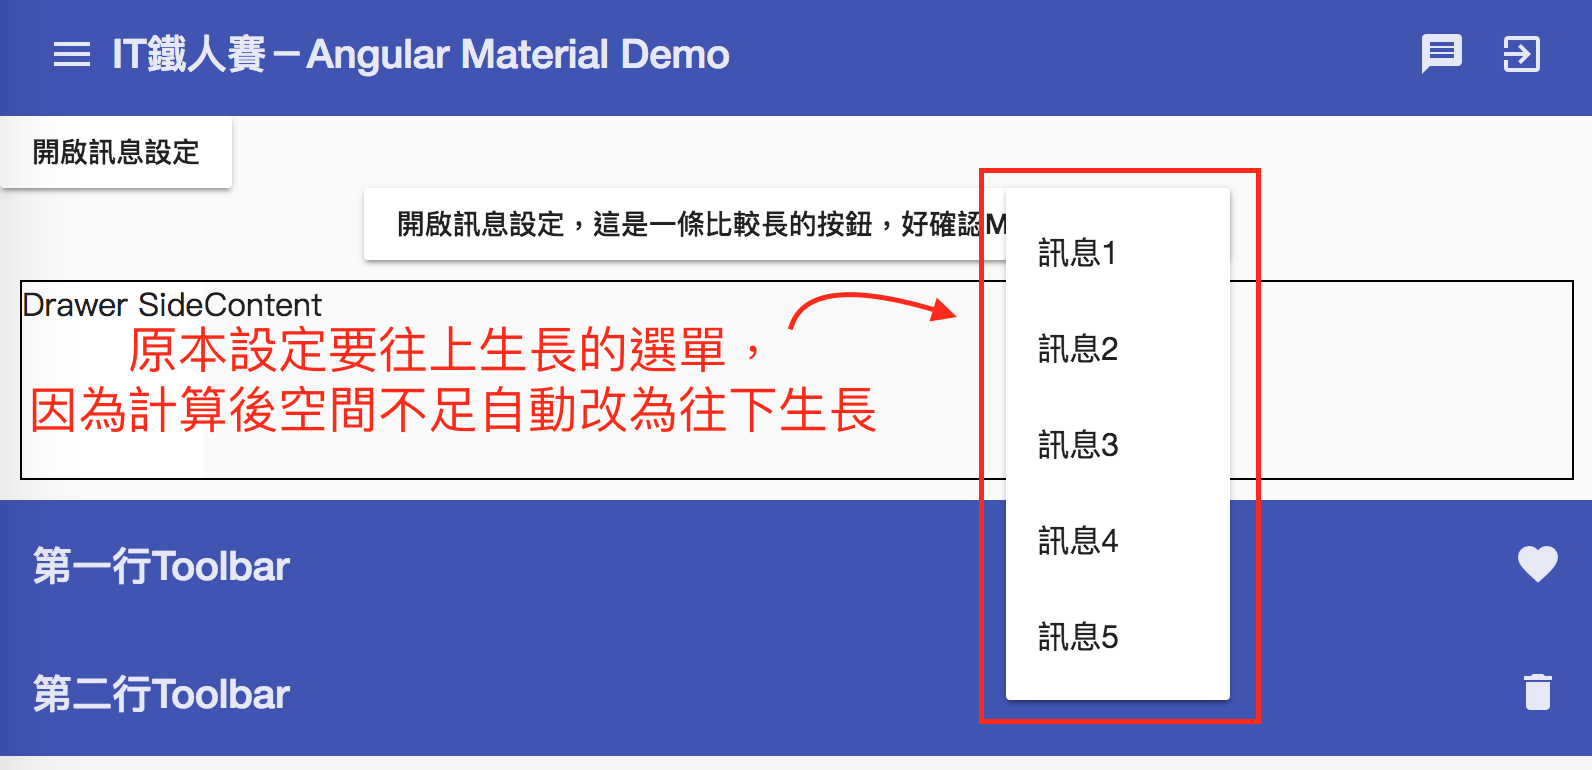 IT鐵人賽－Angular Material Demo
開啟訊息設定
開啟訊息設定，這是一條比較長的按鈕，好確認M
訊息1
Drawer SideContent
原本設定要往上生長的選單，
訊息2
因為計算後空間不足自動改為往下生長
訊息3
訊息4
第一行Toolbar
訊息5
第二行Toolbar